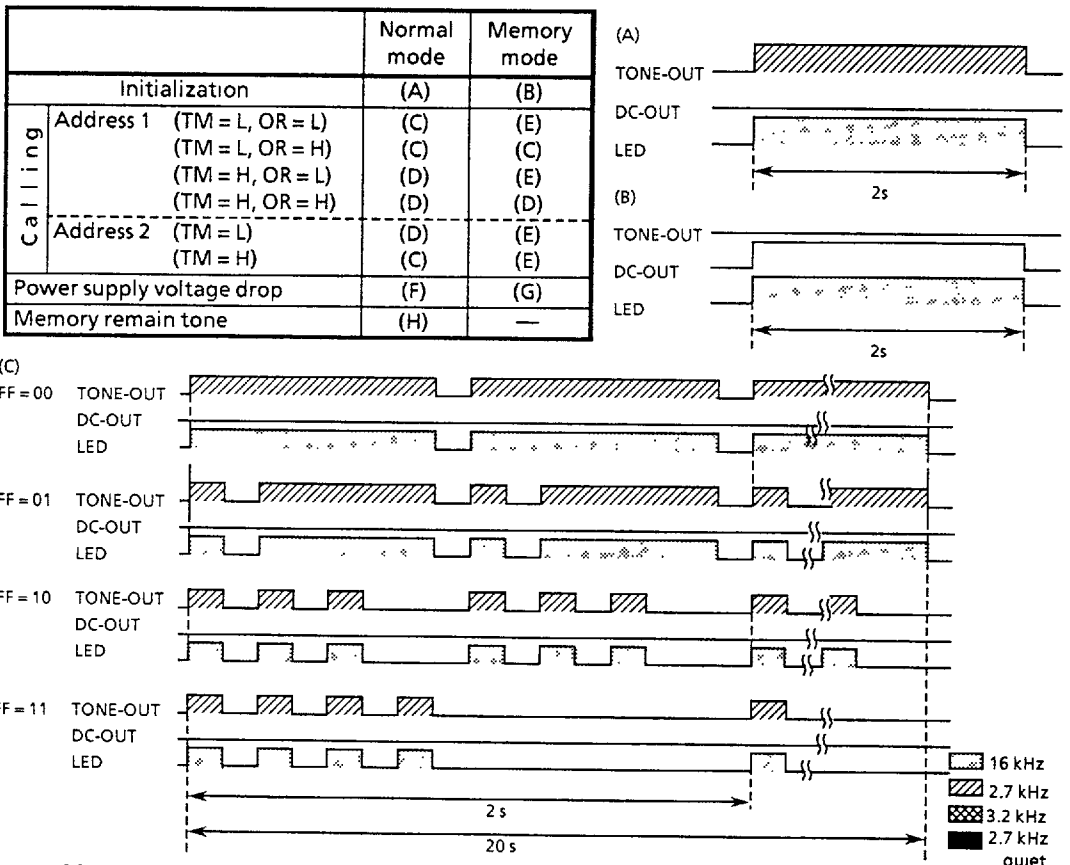 Normal mode Memory mode
Initialization (A) (B)
Calling
Address 1 (TM = L, OR = L) (C) (E)
(TM = L, OR = H) (C) (C)
(TM = H, OR = L) (D) (E)
(TM = H, OR = H) (D) (D)
Address 2 (TM = L) (D) (E)
(TM = H) (C) (E)
Power supply voltage drop (F) (G)
Memory remain tone (H) —
(A)
TONE-OUT
DC-OUT
LED
2s
(B)
TONE-OUT
DC-OUT
LED
2s
(C)
FF = 00 TONE-OUT
DC-OUT
LED
FF = 01 TONE-OUT
DC-OUT
LED
FF = 10 TONE-OUT
DC-OUT
LED
FF = 11 TONE-OUT
DC-OUT
LED
2 s
20 s
16 kHz
2.7 kHz
3.2 kHz
2.7 kHz
quiet